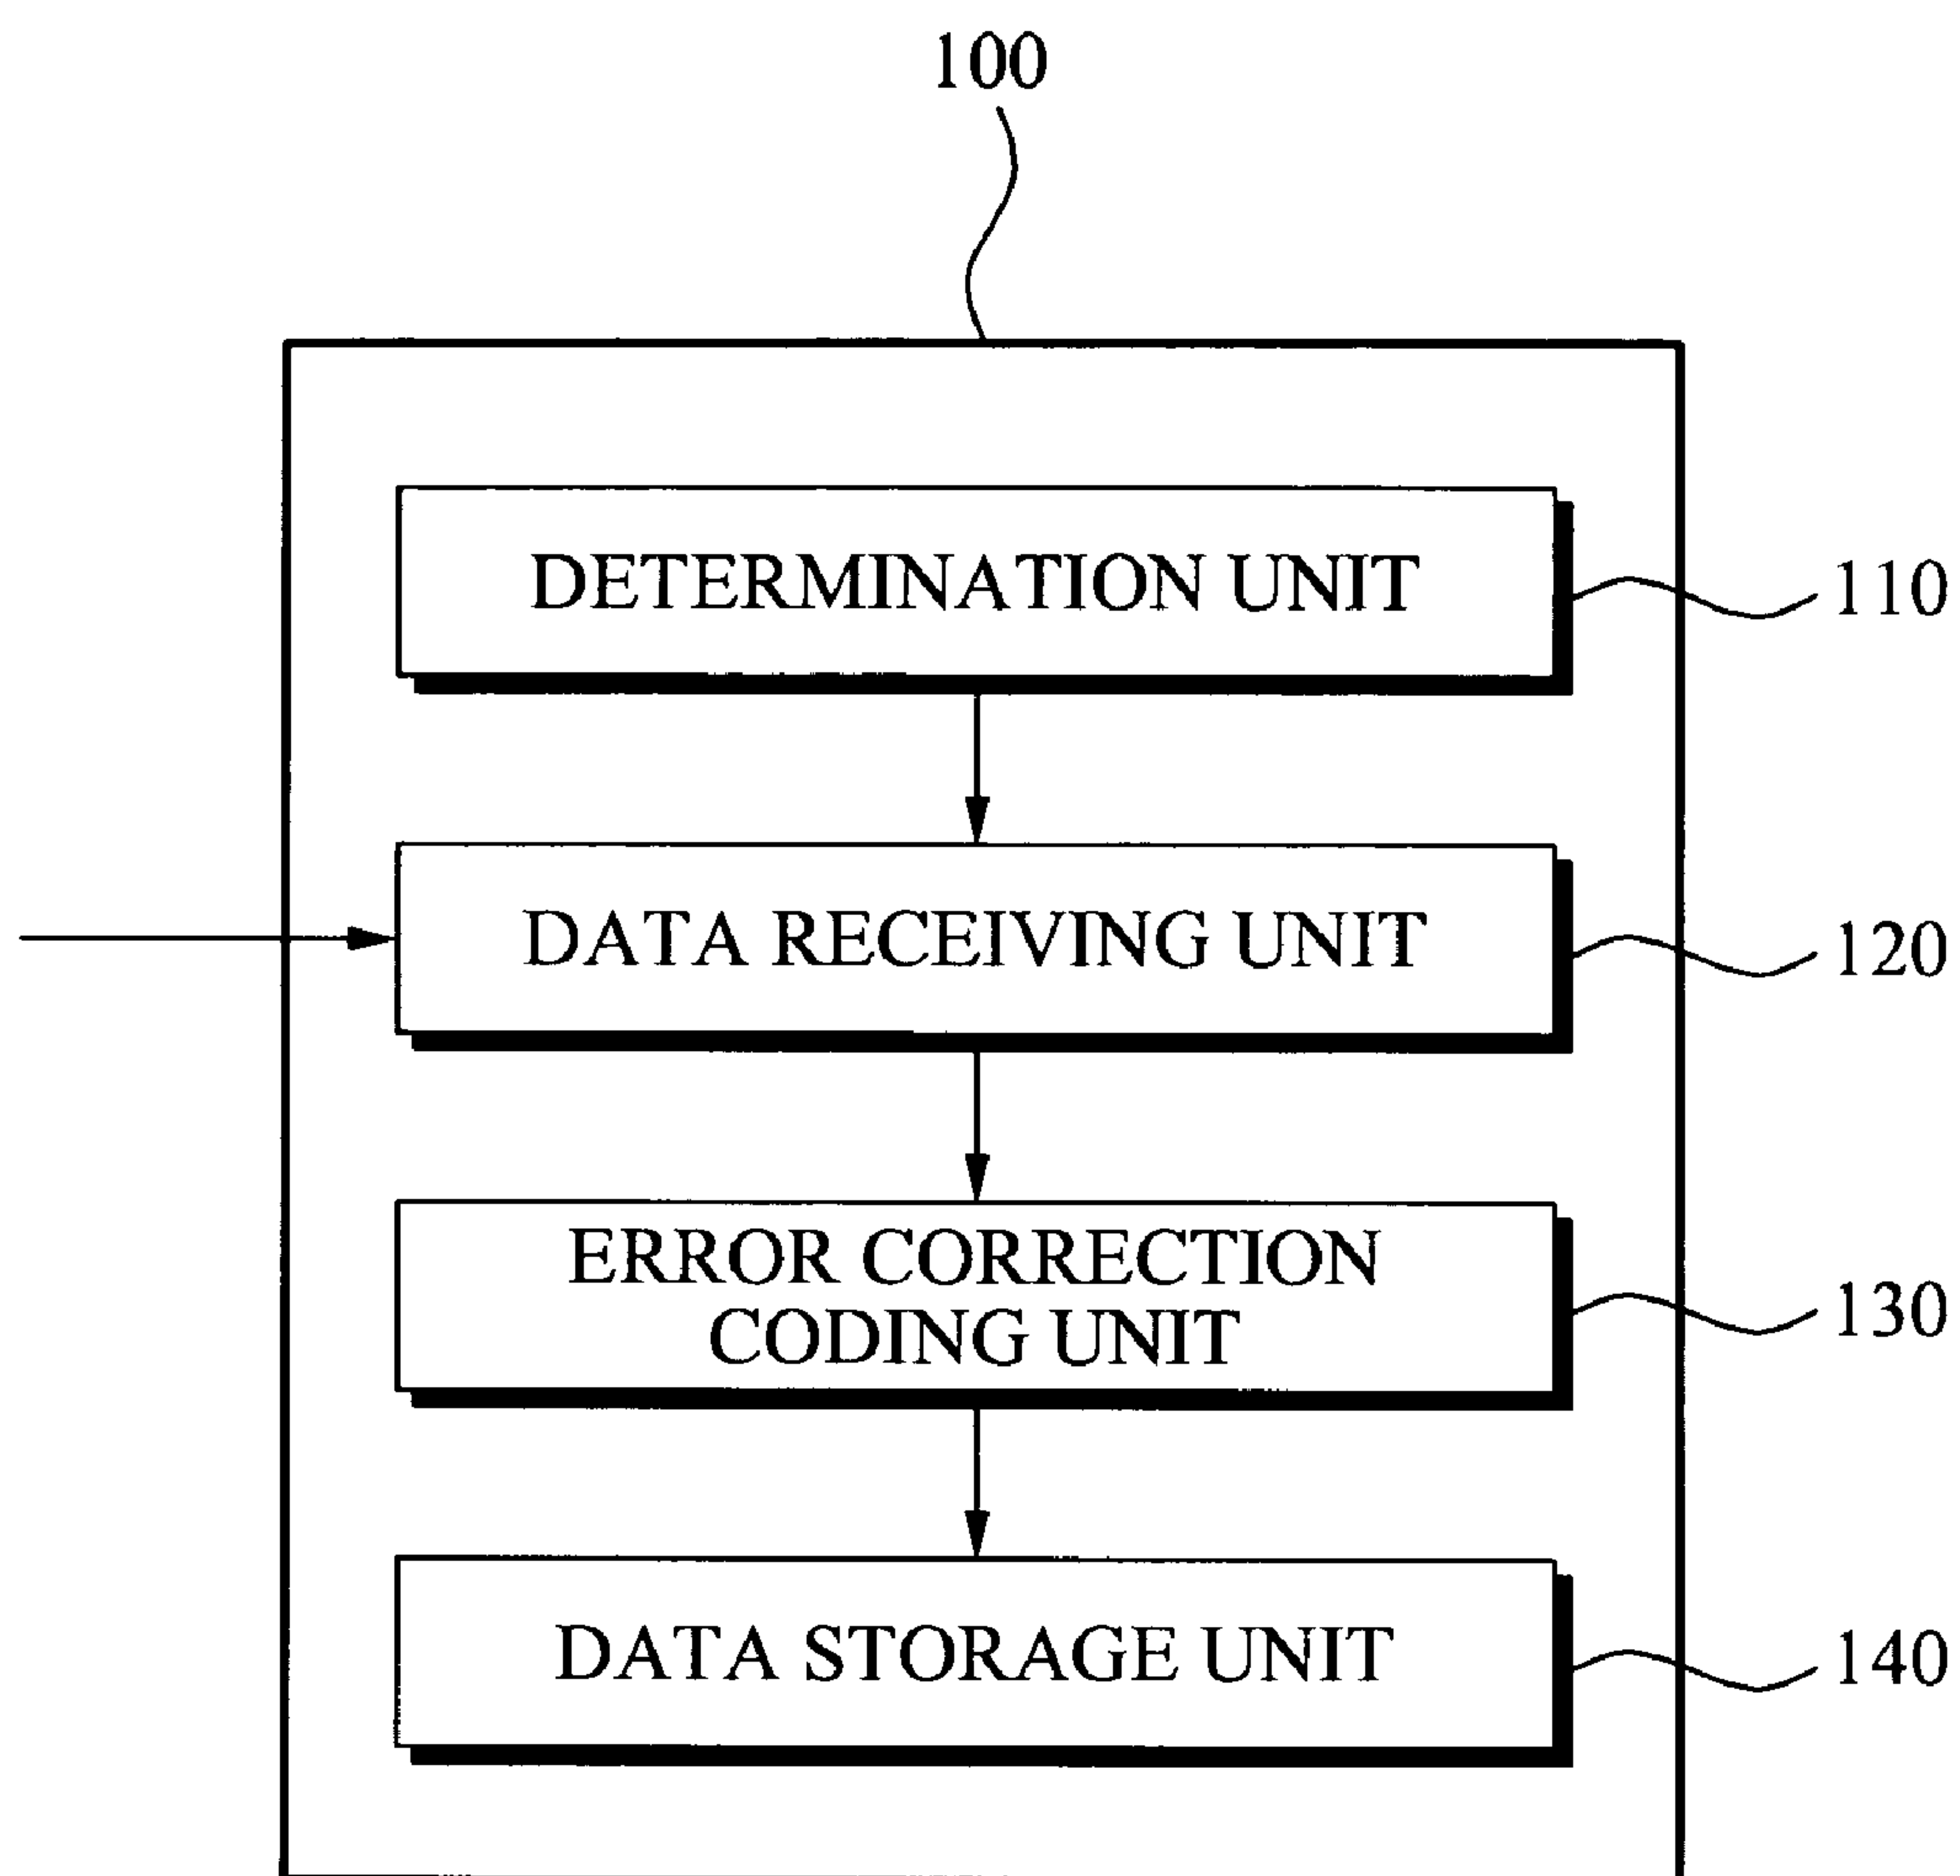 100
DETERMINATION UNIT
110
DATA RECEIVING UNIT
120
ERROR CORRECTION
CODING UNIT
130
DATA STORAGE UNIT
140